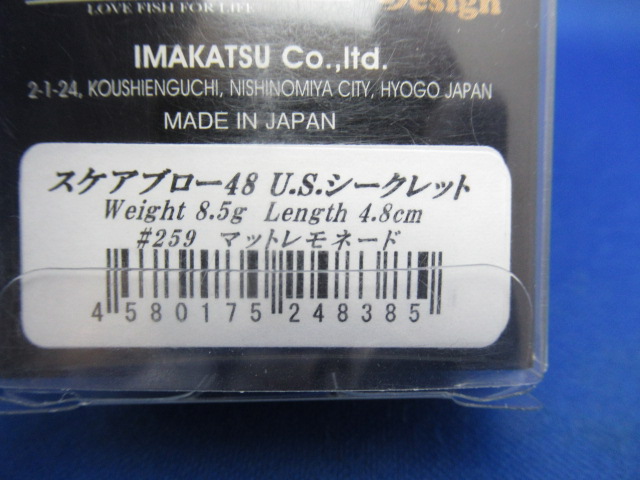 LOVE FISH FOR LIFE
Design
IMAKATSU Co.,ltd.
2-1-24, KOUSHIENGUCHI, NISHINOMIYA CITY, HYOGO JAPAN
MADE IN JAPAN
スケアブロー48 U.S.シークレット
Weight 8.5g Length 4.8cm
#259 マットレモネード
4 580175 248385